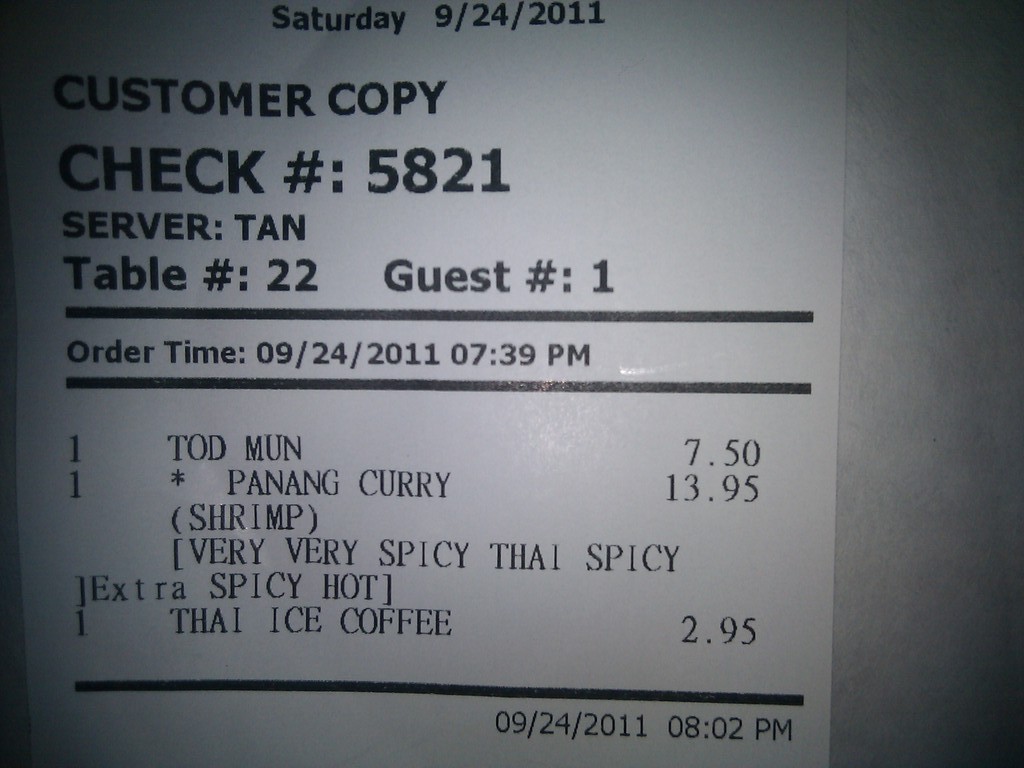 Saturday 9/24/2011
CUSTOMER COPY
CHECK #: 5821
SERVER: TAN
Table #: 22 Guest #: 1
Order Time: 09/24/2011 07:39 PM
1 TOD MUN 7.50
1 * PANANG CURRY 13.95
(SHRIMP)
[VERY VERY SPICY THAI SPICY
]Extra SPICY HOT]
1 THAI ICE COFFEE 2.95
09/24/2011 08:02 PM